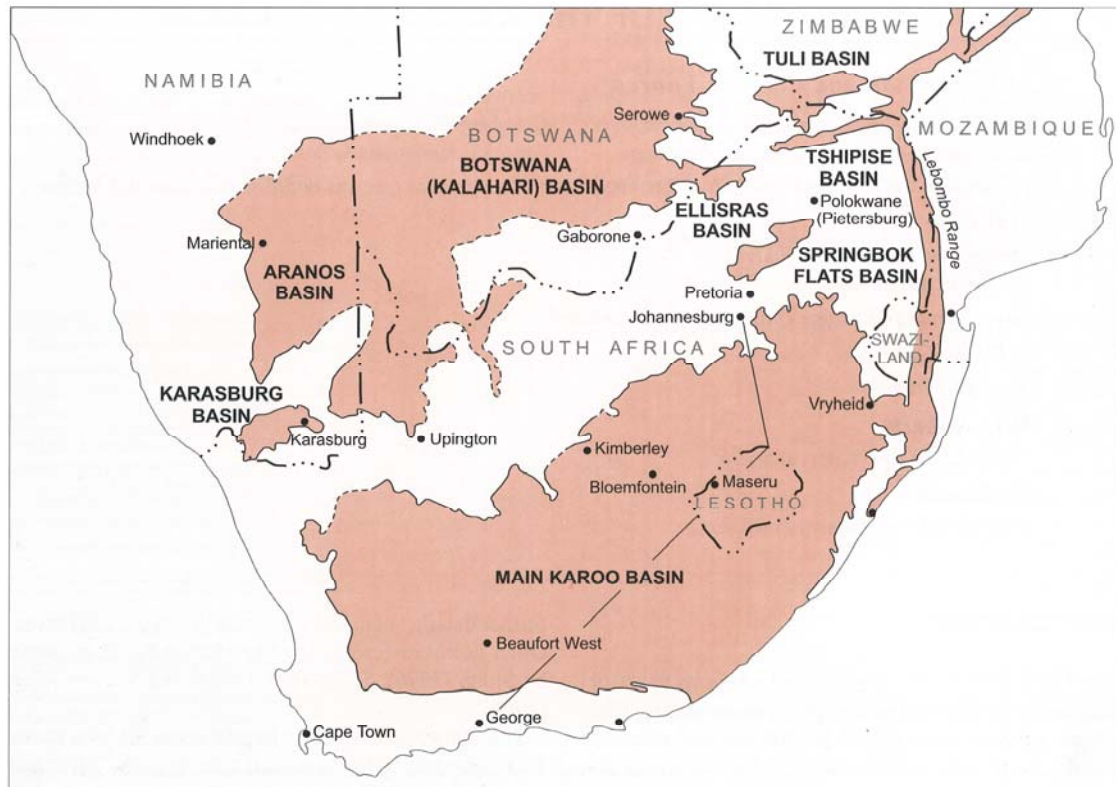 ZIMBABWE
TULI BASIN
NAMIBIA
Serowe
Windhoek
BOTSWANA
MOZAMBIQUE
BOTSWANA
(KALAHARI) BASIN
TSHIPISE
BASIN
Lebombo Range
Polokwane
(Pietersburg)
ELLISRAS
BASIN
Gaborone
Mariental
ARANOS
BASIN
SPRINGBOK
FLATS BASIN
Pretoria
Johannesburg
SOUTH AFRICA
SWAZI-
LAND
KARASBURG
BASIN
Vryheid
Karasburg
Upington
Kimberley
Bloemfontein
Maseru
LESOTHO
MAIN KAROO BASIN
Beaufort West
George
Cape Town